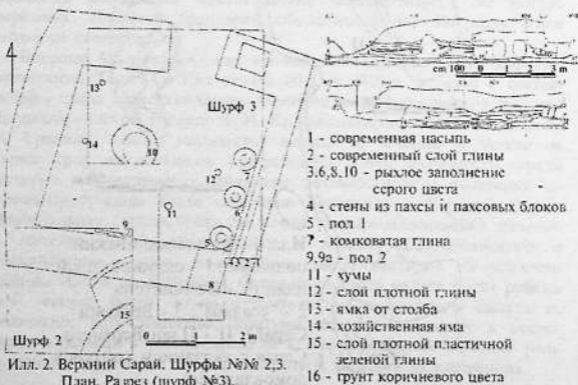 Шурф 3
13
14
10
12
7
6
11
5
9
4 3 2 1
8
15
Шурф 2
0 2 m
cm 100 0 1 2 3 m
1 - современная насыпь
2 - современный слой глины
3.6,8.10 - рыхлое заполнение
серого цвета
4 - стены из пахсы и пахсовых блоков
5 - пол 1
? - комковатая глина
9,9а - пол 2
11 - хумы
12 - слой плотной глины
13 - ямка от столба
14 - хозяйственная яма
15 - слой плотной пластичной
зеленой глины
16 - грунт коричневого цвета
Илл. 2. Верхний Сарай. Шурфы №№ 2,3.
План. Разрез (шурф №3).